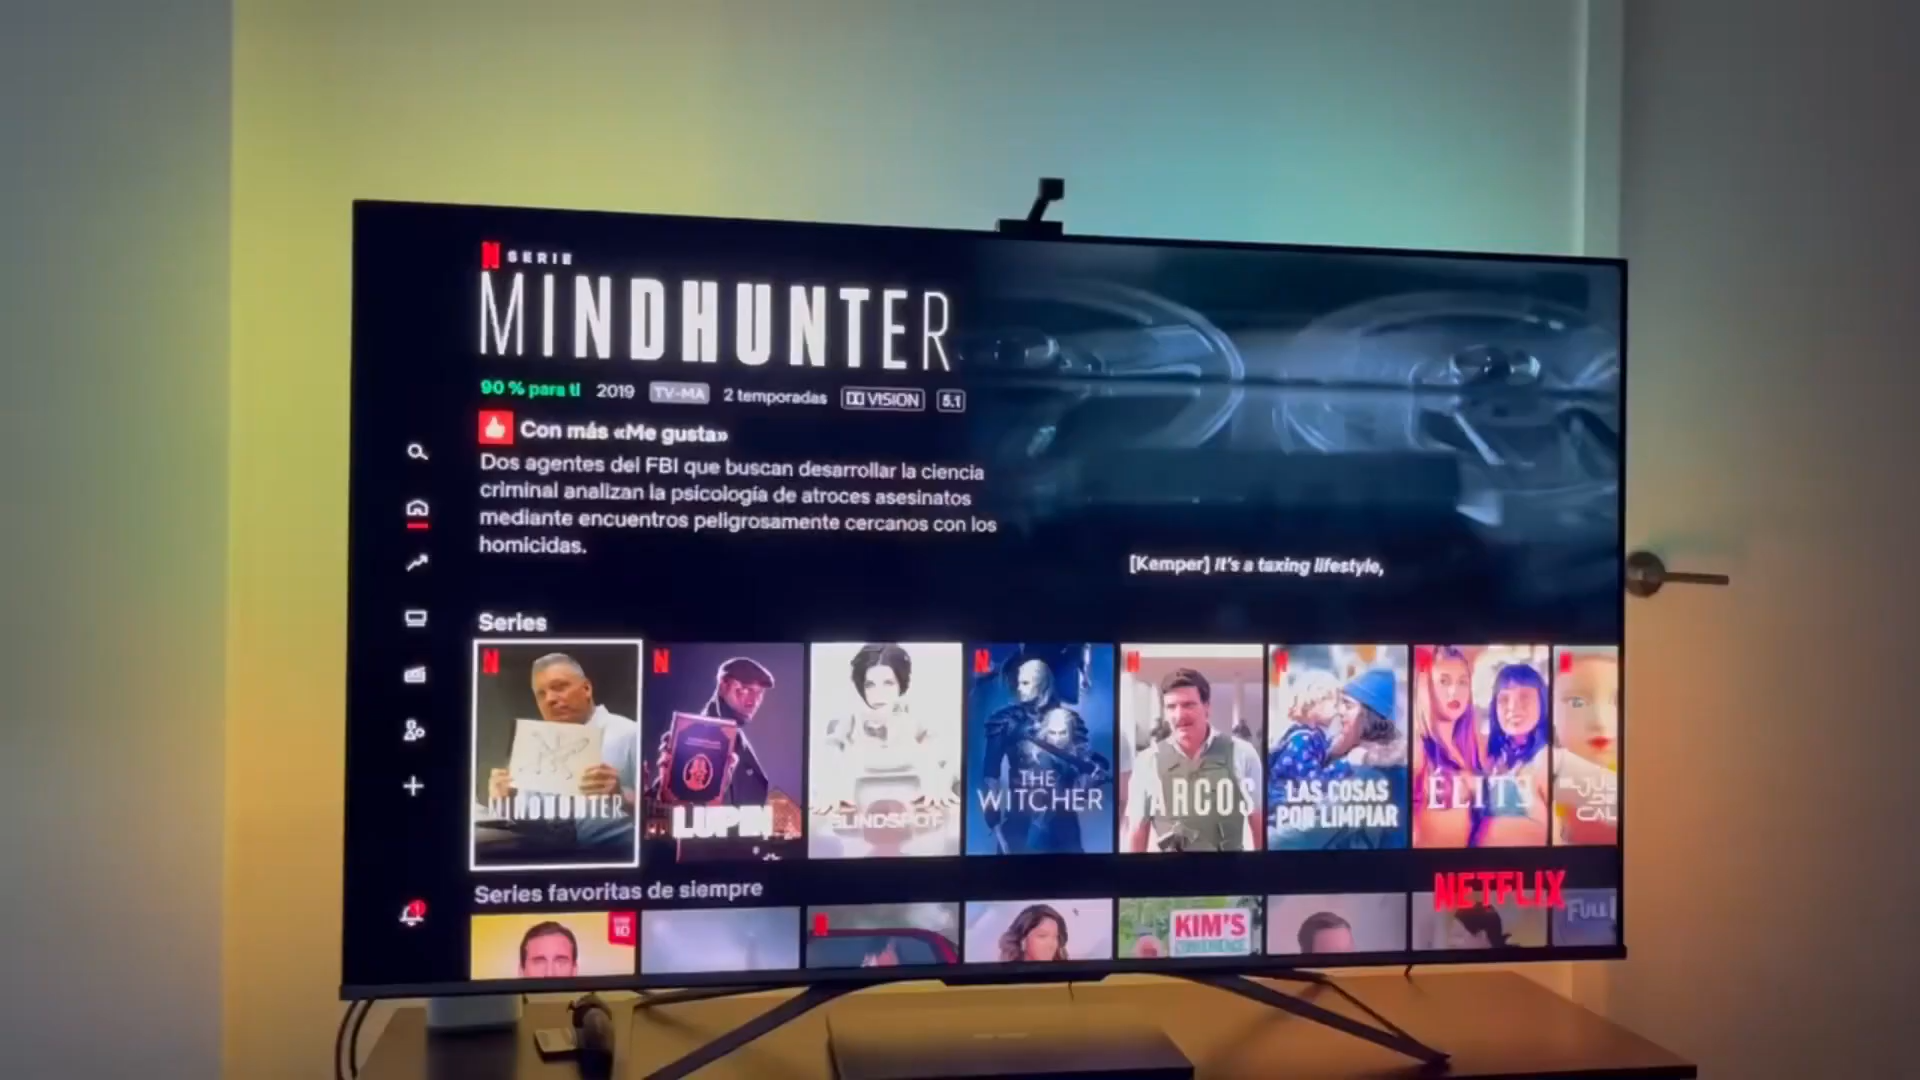 N SERIE
MINDHUNTER
90 % para ti 2019 TV-MA 2 temporadas VISION 5.1
Con más «Me gusta»
Dos agentes del FBI que buscan desarrollar la ciencia
criminal analizan la psicología de atroces asesinatos
mediante encuentros peligrosamente cercanos con los
homicidas.
[Kemper] It's a taxing lifestyle,
Series
MINDHUNTER
LUPIN
BLINDSPOT
THE
WITCHER
NARCOS
LAS COSAS
POR LIMPIAR
ÉLITE
Series favoritas de siempre
NETFLIX
TOP
10
KIM'S
CONVENIENCE
FULL